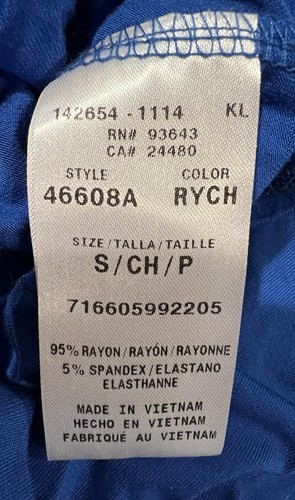 142654 - 1114 KL
RN# 93643
CA# 24480
STYLE COLOR
46608A RYCH
SIZE/TALLA/TAILLE
S/CH/P
716605992205
95% RAYON/RAYÓN/RAYONNE
5% SPANDEX/ELASTANO
ELASTHANNE
MADE IN VIETNAM
HECHO EN VIETNAM
FABRIQUÉ AU VIETNAM